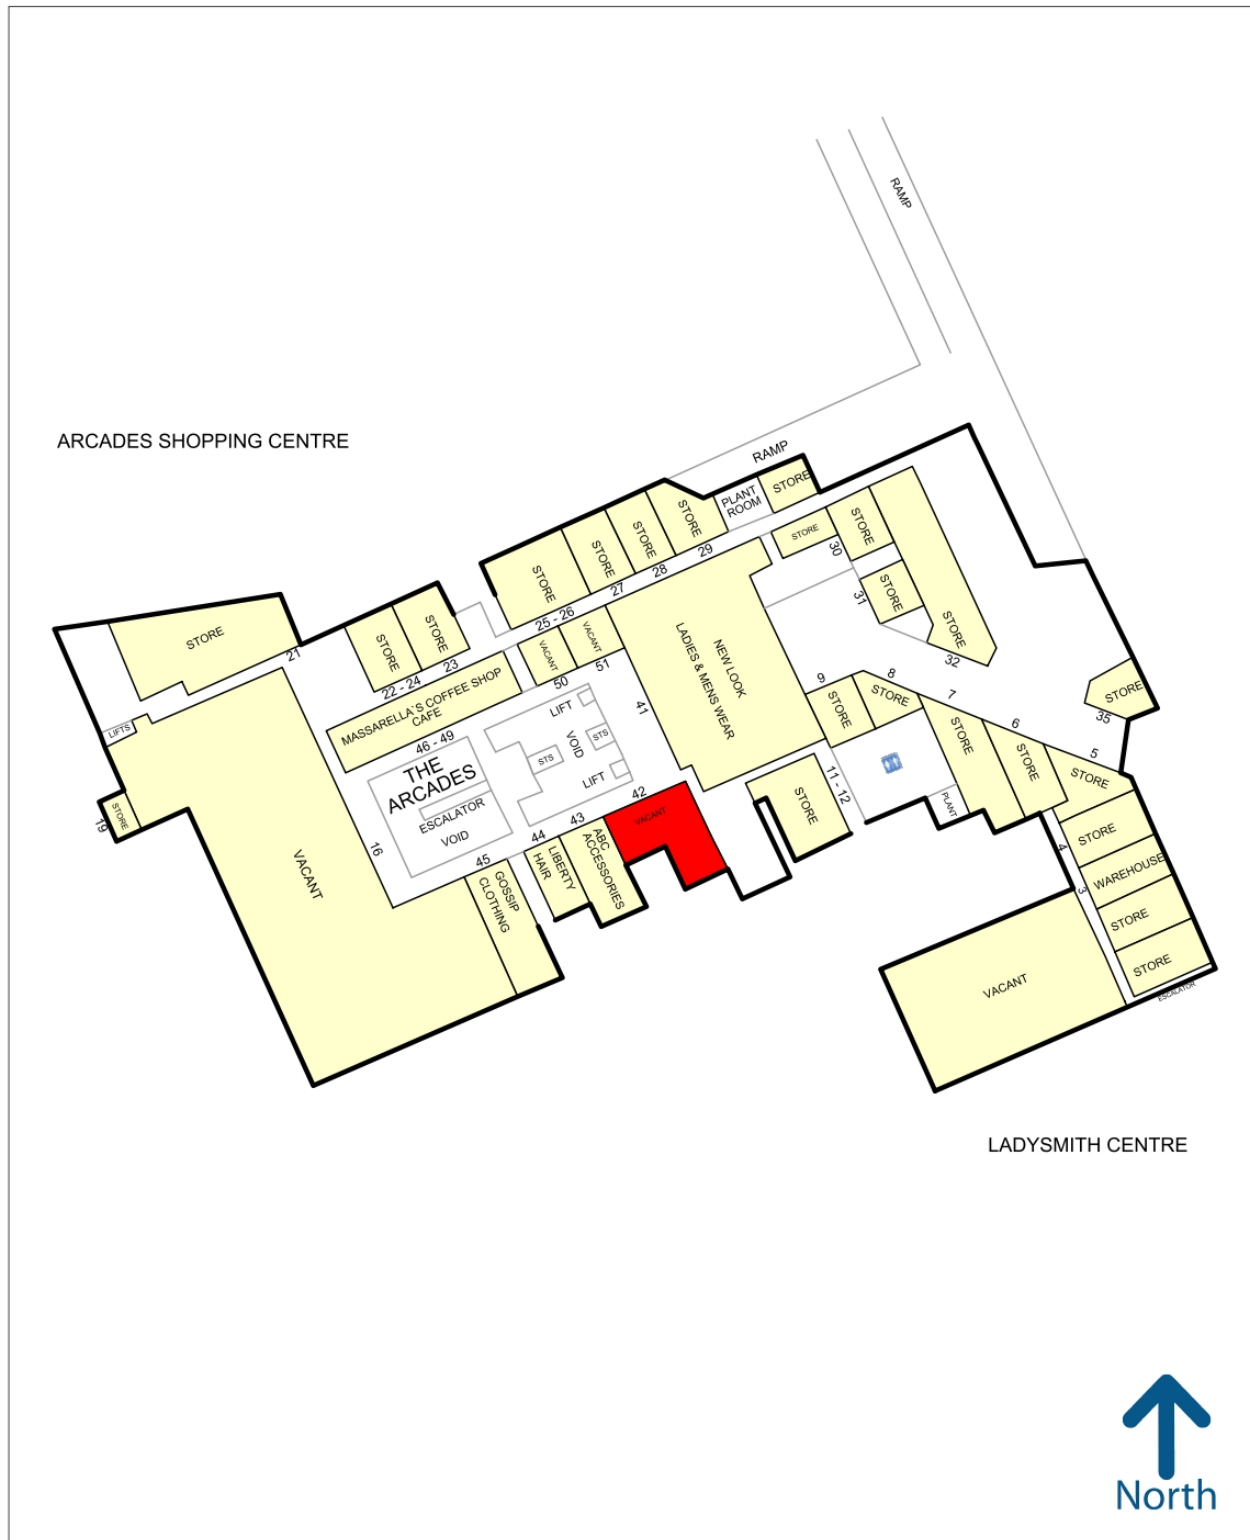 RAMP
ARCADES SHOPPING CENTRE
RAMP
STORE
PLANT
ROOM
STORE
STORE
STORE
STORE
STORE
STORE
STORE
29
30
28
27
25 - 26
STORE
31
STORE
32
STORE
21
STORE
STORE
23
22 - 24
VACANT
VACANT
51
50
NEW LOOK
LADIES & MENS WEAR
41
MASSARELLA`S COFFEE SHOP
CAFE
46 - 49
LIFT
VOID
STS
STS
LIFT
THE
ARCADES
ESCALATOR
VOID
LIFTS
STORE
19
16
VACANT
45
44
43
42
VACANT
ABC
ACCESSORIES
LIBERTY
HAIR
GOSSIP
CLOTHING
STORE
11 - 12
9
STORE
8
STORE
7
STORE
6
STORE
5
STORE
35
STORE
PLANT
4
STORE
3
WAREHOUSE
STORE
STORE
ESCALATOR
VACANT
LADYSMITH CENTRE
North